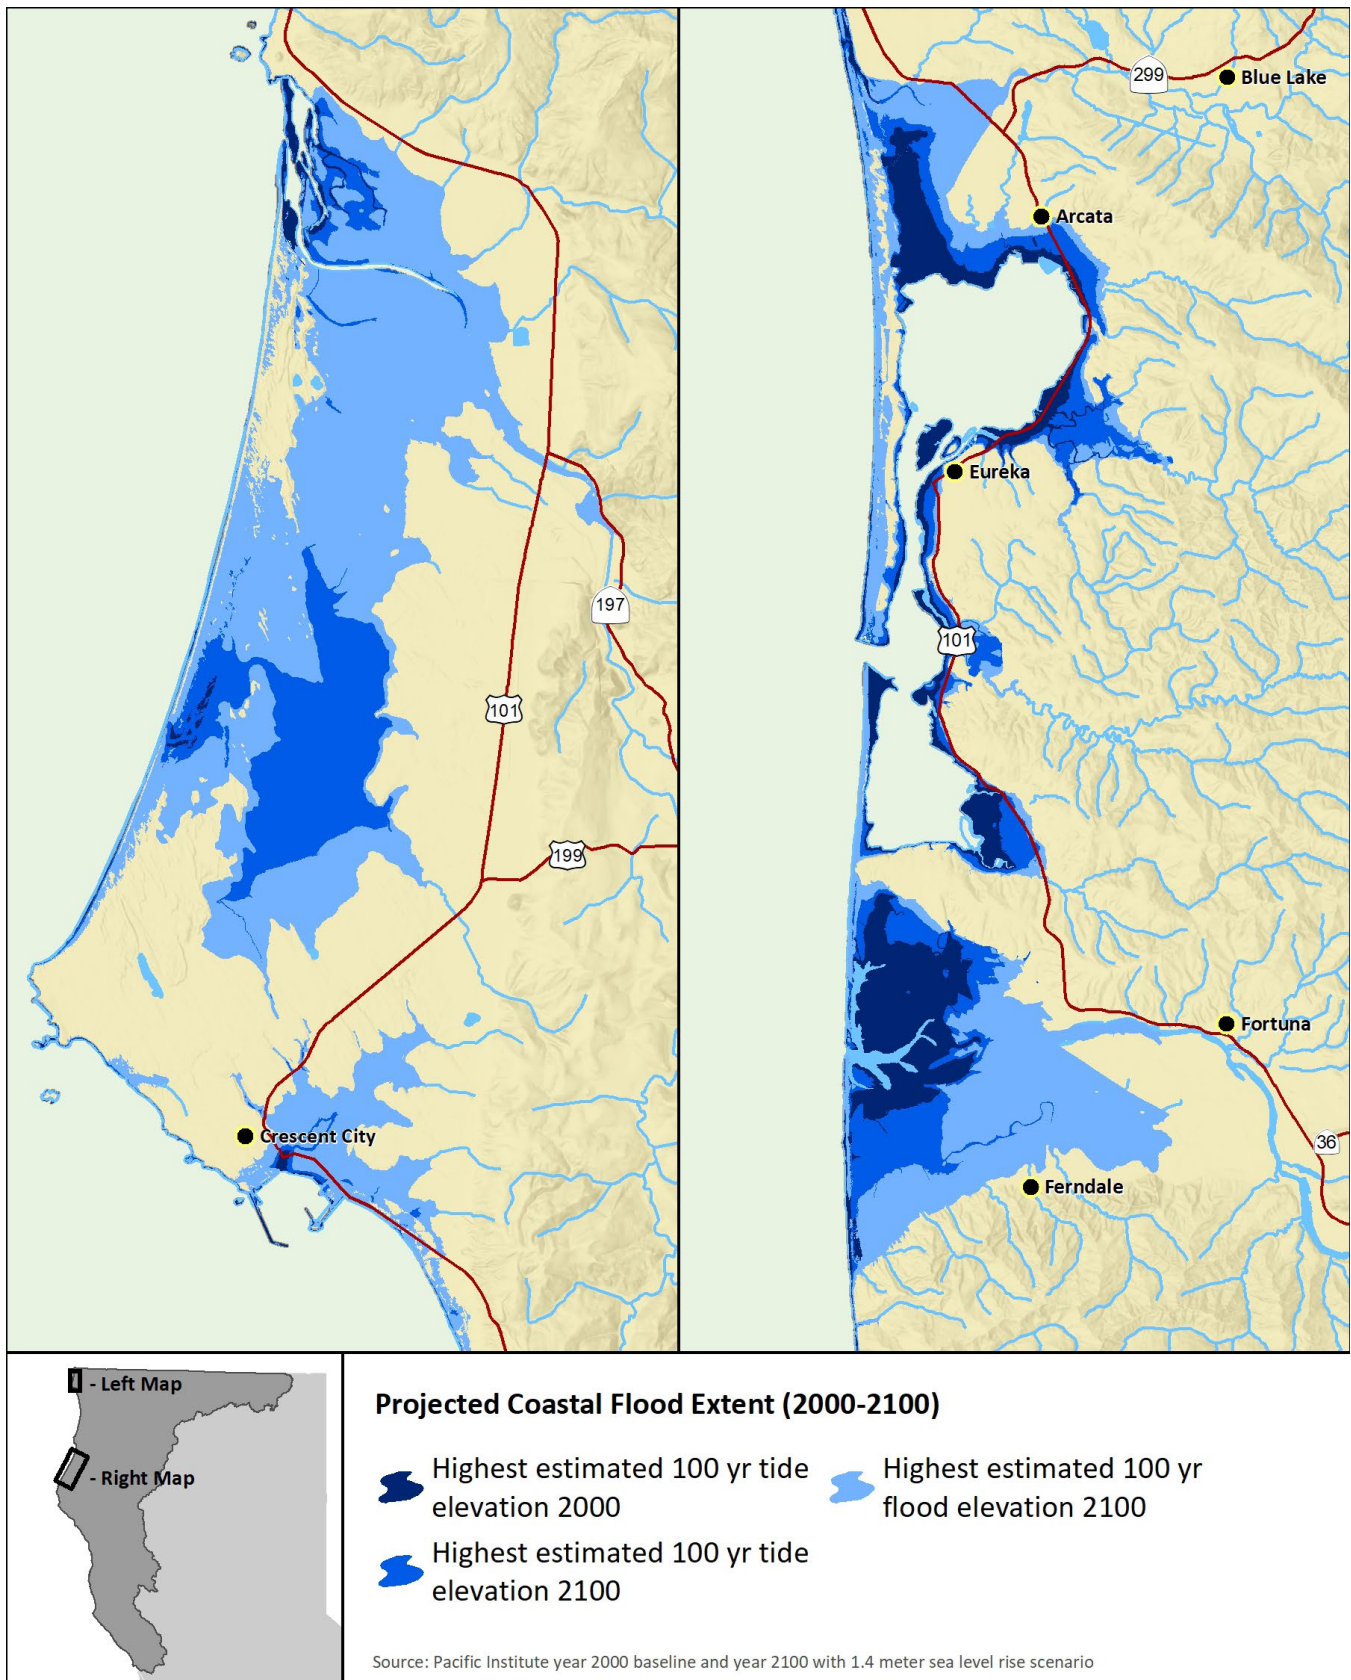 299
Blue Lake
Arcata
Eureka
197
101
101
199
Fortuna
Crescent City
36
Ferndale
- Left Map
- Right Map
Projected Coastal Flood Extent (2000-2100)
Highest estimated 100 yr tide
elevation 2000
Highest estimated 100 yr
flood elevation 2100
Highest estimated 100 yr tide
elevation 2100
Source: Pacific Institute year 2000 baseline and year 2100 with 1.4 meter sea level rise scenario